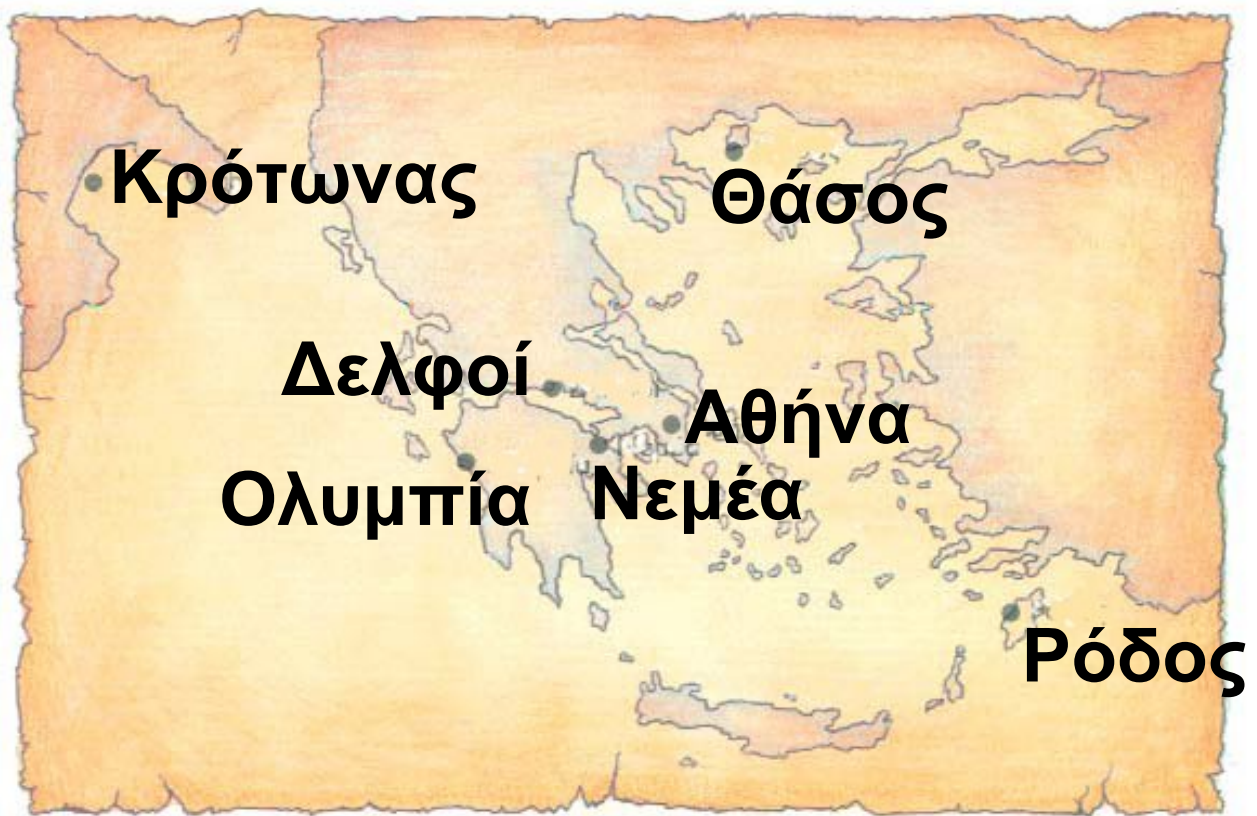 Κρότωνας
Θάσος
Δελφοί
Αθήνα
Ολυμπία
Νεμέα
Ρόδος